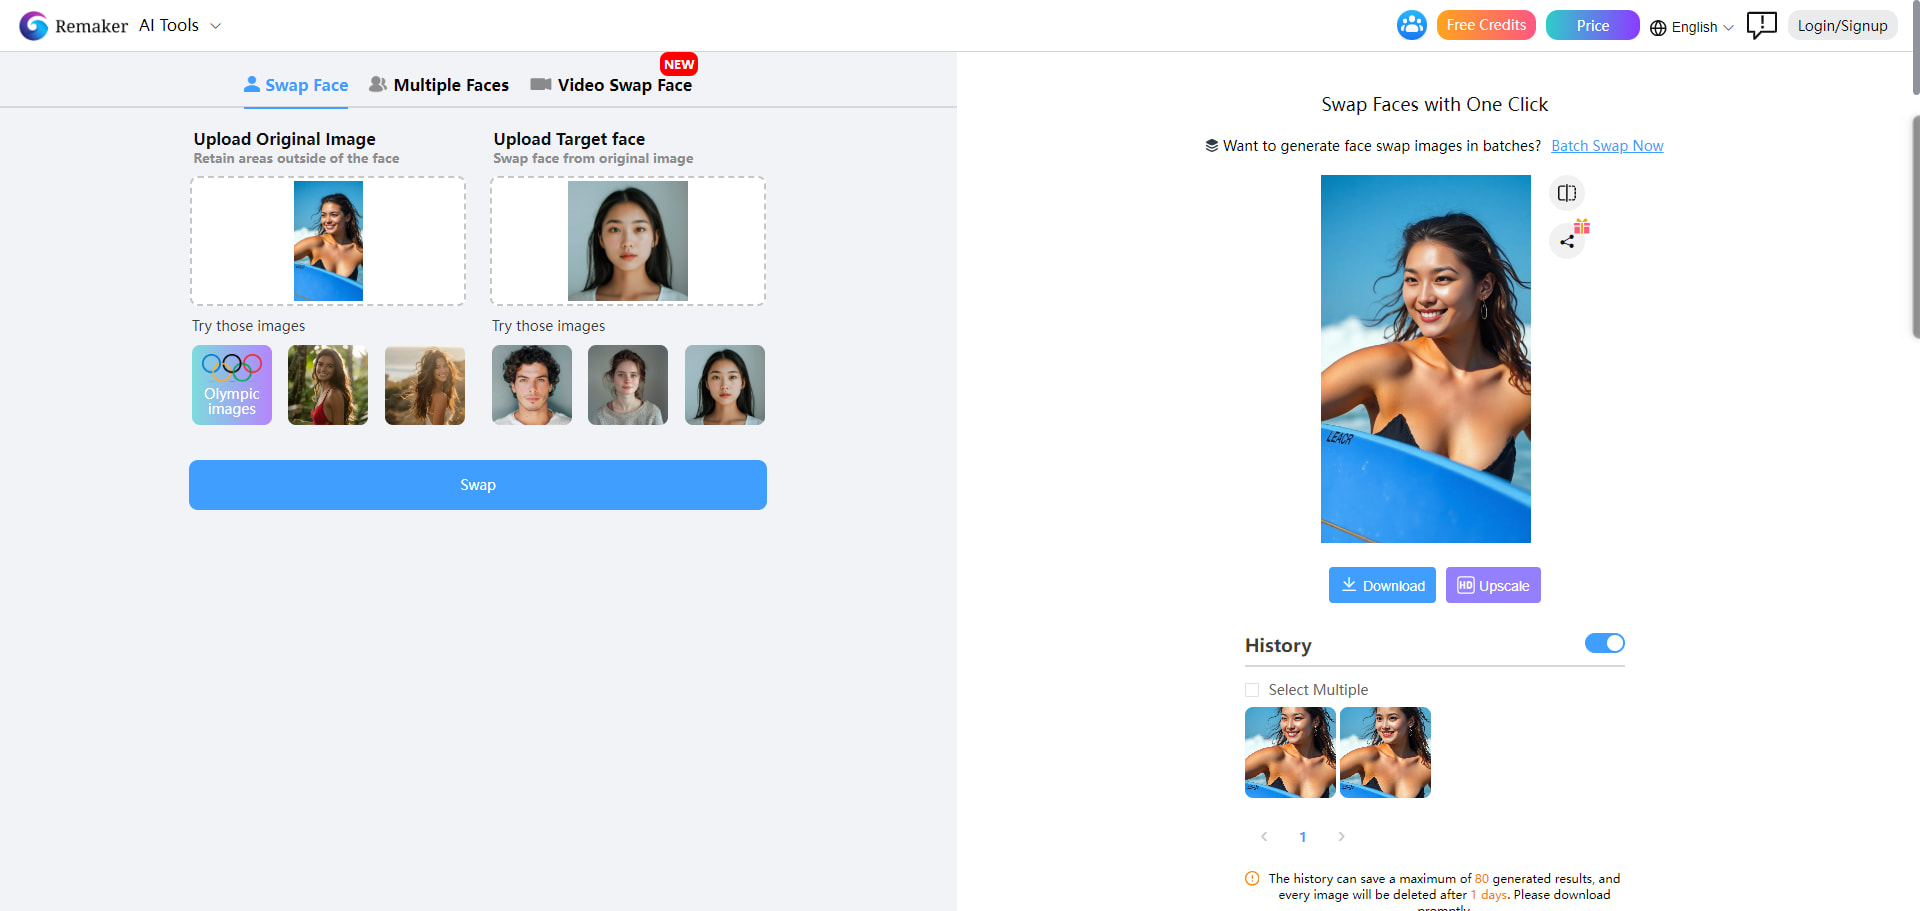 Remaker
AI Tools
Free Credits
Price
English
Login/Signup
Swap Face
Multiple Faces
Video Swap Face
NEW
Upload Original Image
Retain areas outside of the face
Upload Target face
Swap face from original image
Try those images
Try those images
Olympic
images
Swap
Swap Faces with One Click
Want to generate face swap images in batches? Batch Swap Now
LEACR
Download
HD Upscale
History
Select Multiple
1
The history can save a maximum of 80 generated results, and
every image will be deleted after 1 days. Please download
promptly.